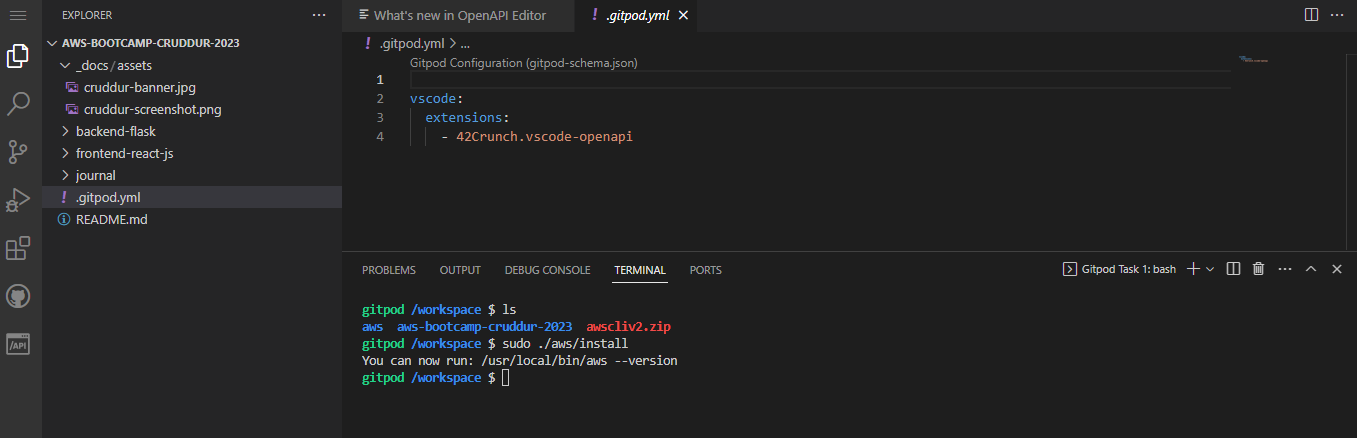 EXPLORER
AWS-BOOTCAMP-CRUDDUR-2023
_docs/assets
cruddur-banner.jpg
cruddur-screenshot.png
backend-flask
frontend-react-js
journal
.gitpod.yml
README.md
/API
What's new in OpenAPI Editor
.gitpod.yml
.gitpod.yml > ...
Gitpod Configuration (gitpod-schema.json)
1
2 vscode:
3 extensions:
4 - 42Crunch.vscode-openapi
PROBLEMS OUTPUT DEBUG CONSOLE TERMINAL PORTS
Gitpod Task 1: bash
gitpod /workspace $ ls
aws aws-bootcamp-cruddur-2023 awscliv2.zip
gitpod /workspace $ sudo ./aws/install
You can now run: /usr/local/bin/aws --version
gitpod /workspace $